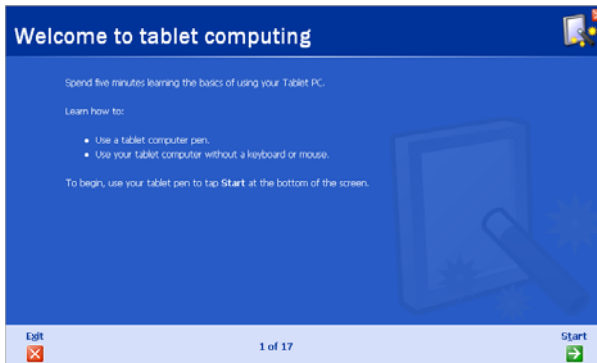 Welcome to tablet computing
Spend five minutes learning the basics of using your Tablet PC.
Learn how to:
• Use a tablet computer pen.
• Use your tablet computer without a keyboard or mouse.
To begin, use your tablet pen to tap Start at the bottom of the screen.
Exit
1 of 17
Start